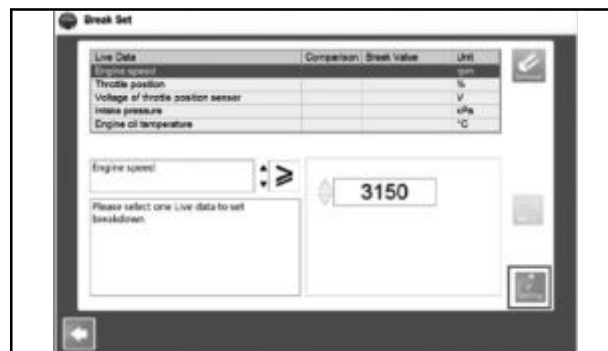 Break Set
Live Data Comparison Break Value Unit
Engine speed rpm
Throttle position %
Voltage of throttle position sensor V
Intake pressure kPa
Engine oil temperature °C
Engine speed ≥
3150
Please select one Live data to set
breakdown